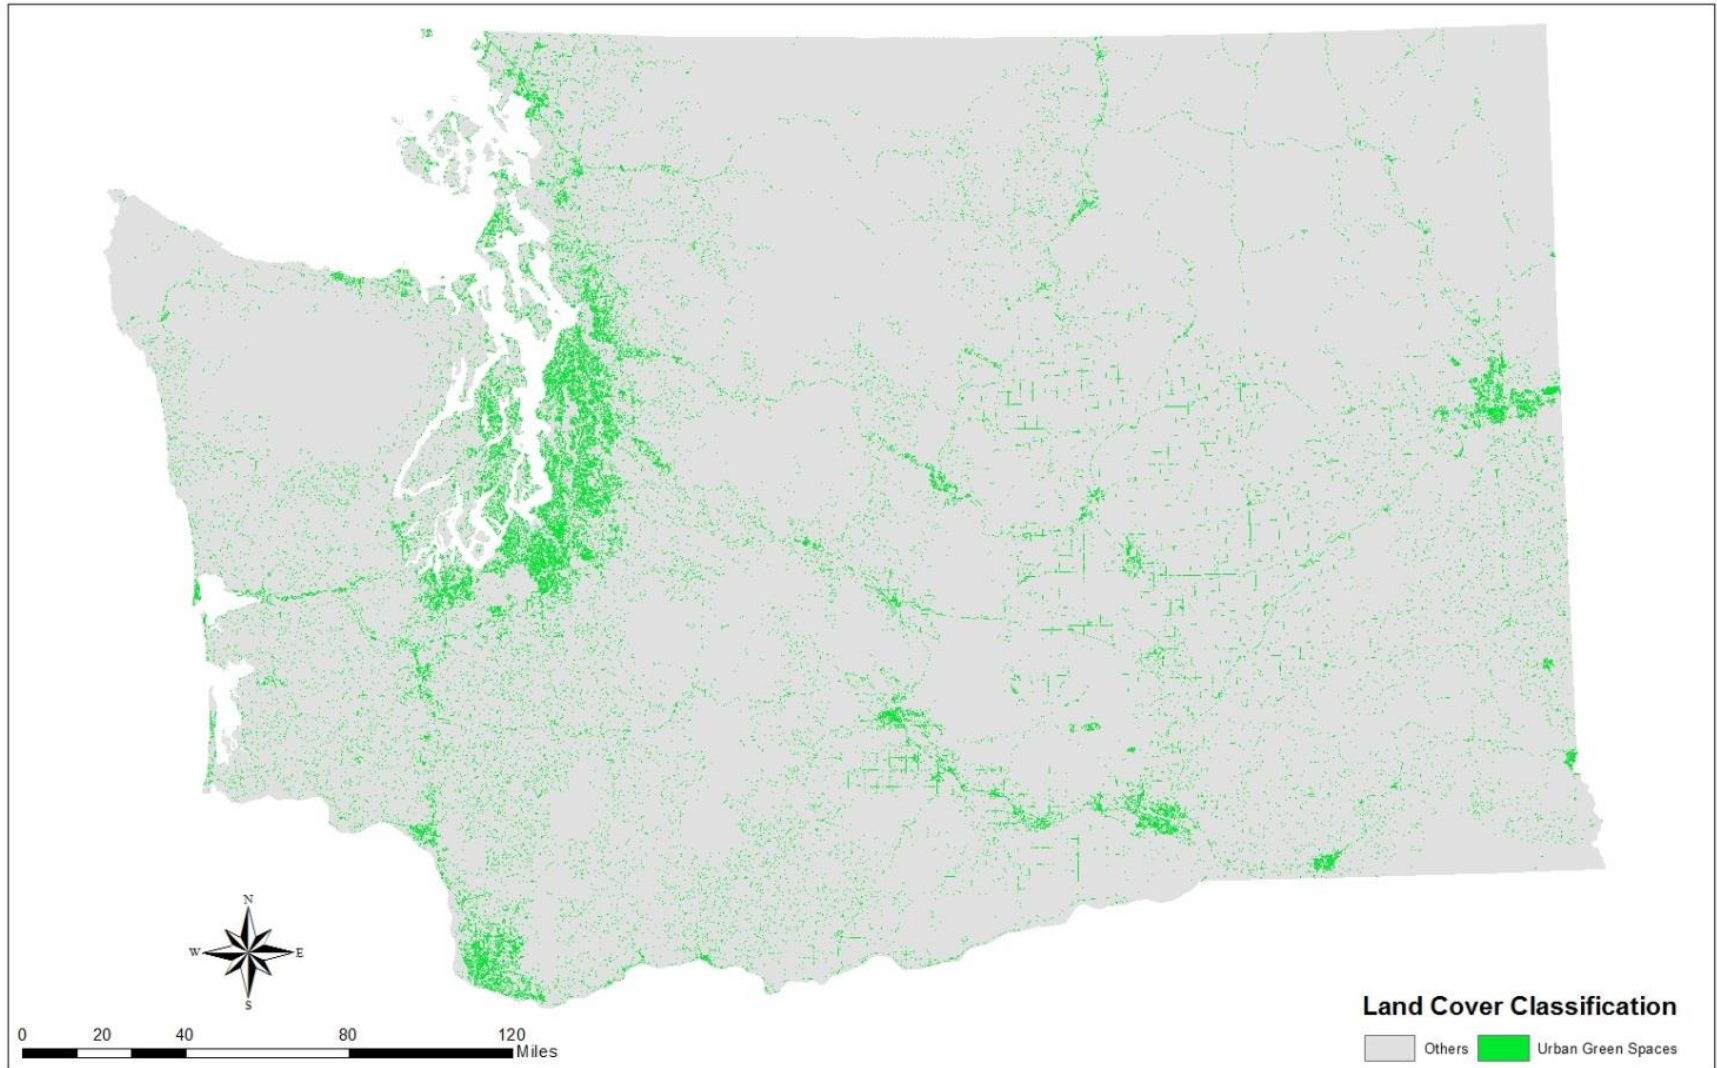 N
W E
S
0 20 40 80 120
Miles
Land Cover Classification
Others Urban Green Spaces